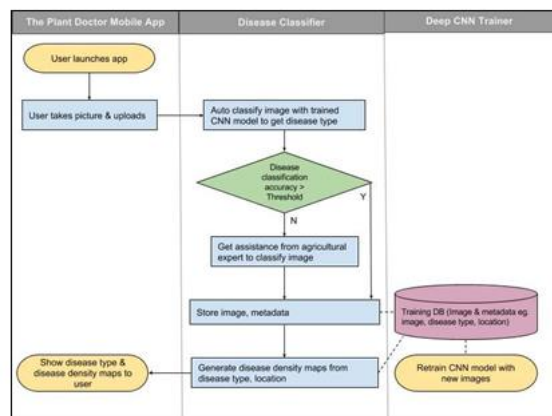 The Plant Doctor Mobile App
Disease Classifier
Deep CNN Trainer
User launches app
User takes picture & uploads
Auto classify image with trained
CNN model to get disease type
Disease
classification
accuracy >
Threshold
Y
N
Get assistance from agricultural
expert to classify image
Store image, metadata
Training DB (Image & metadata eg.
image, disease type, location)
Show disease type &
disease density maps to
user
Generate disease density maps from
disease type, location
Retrain CNN model with
new images